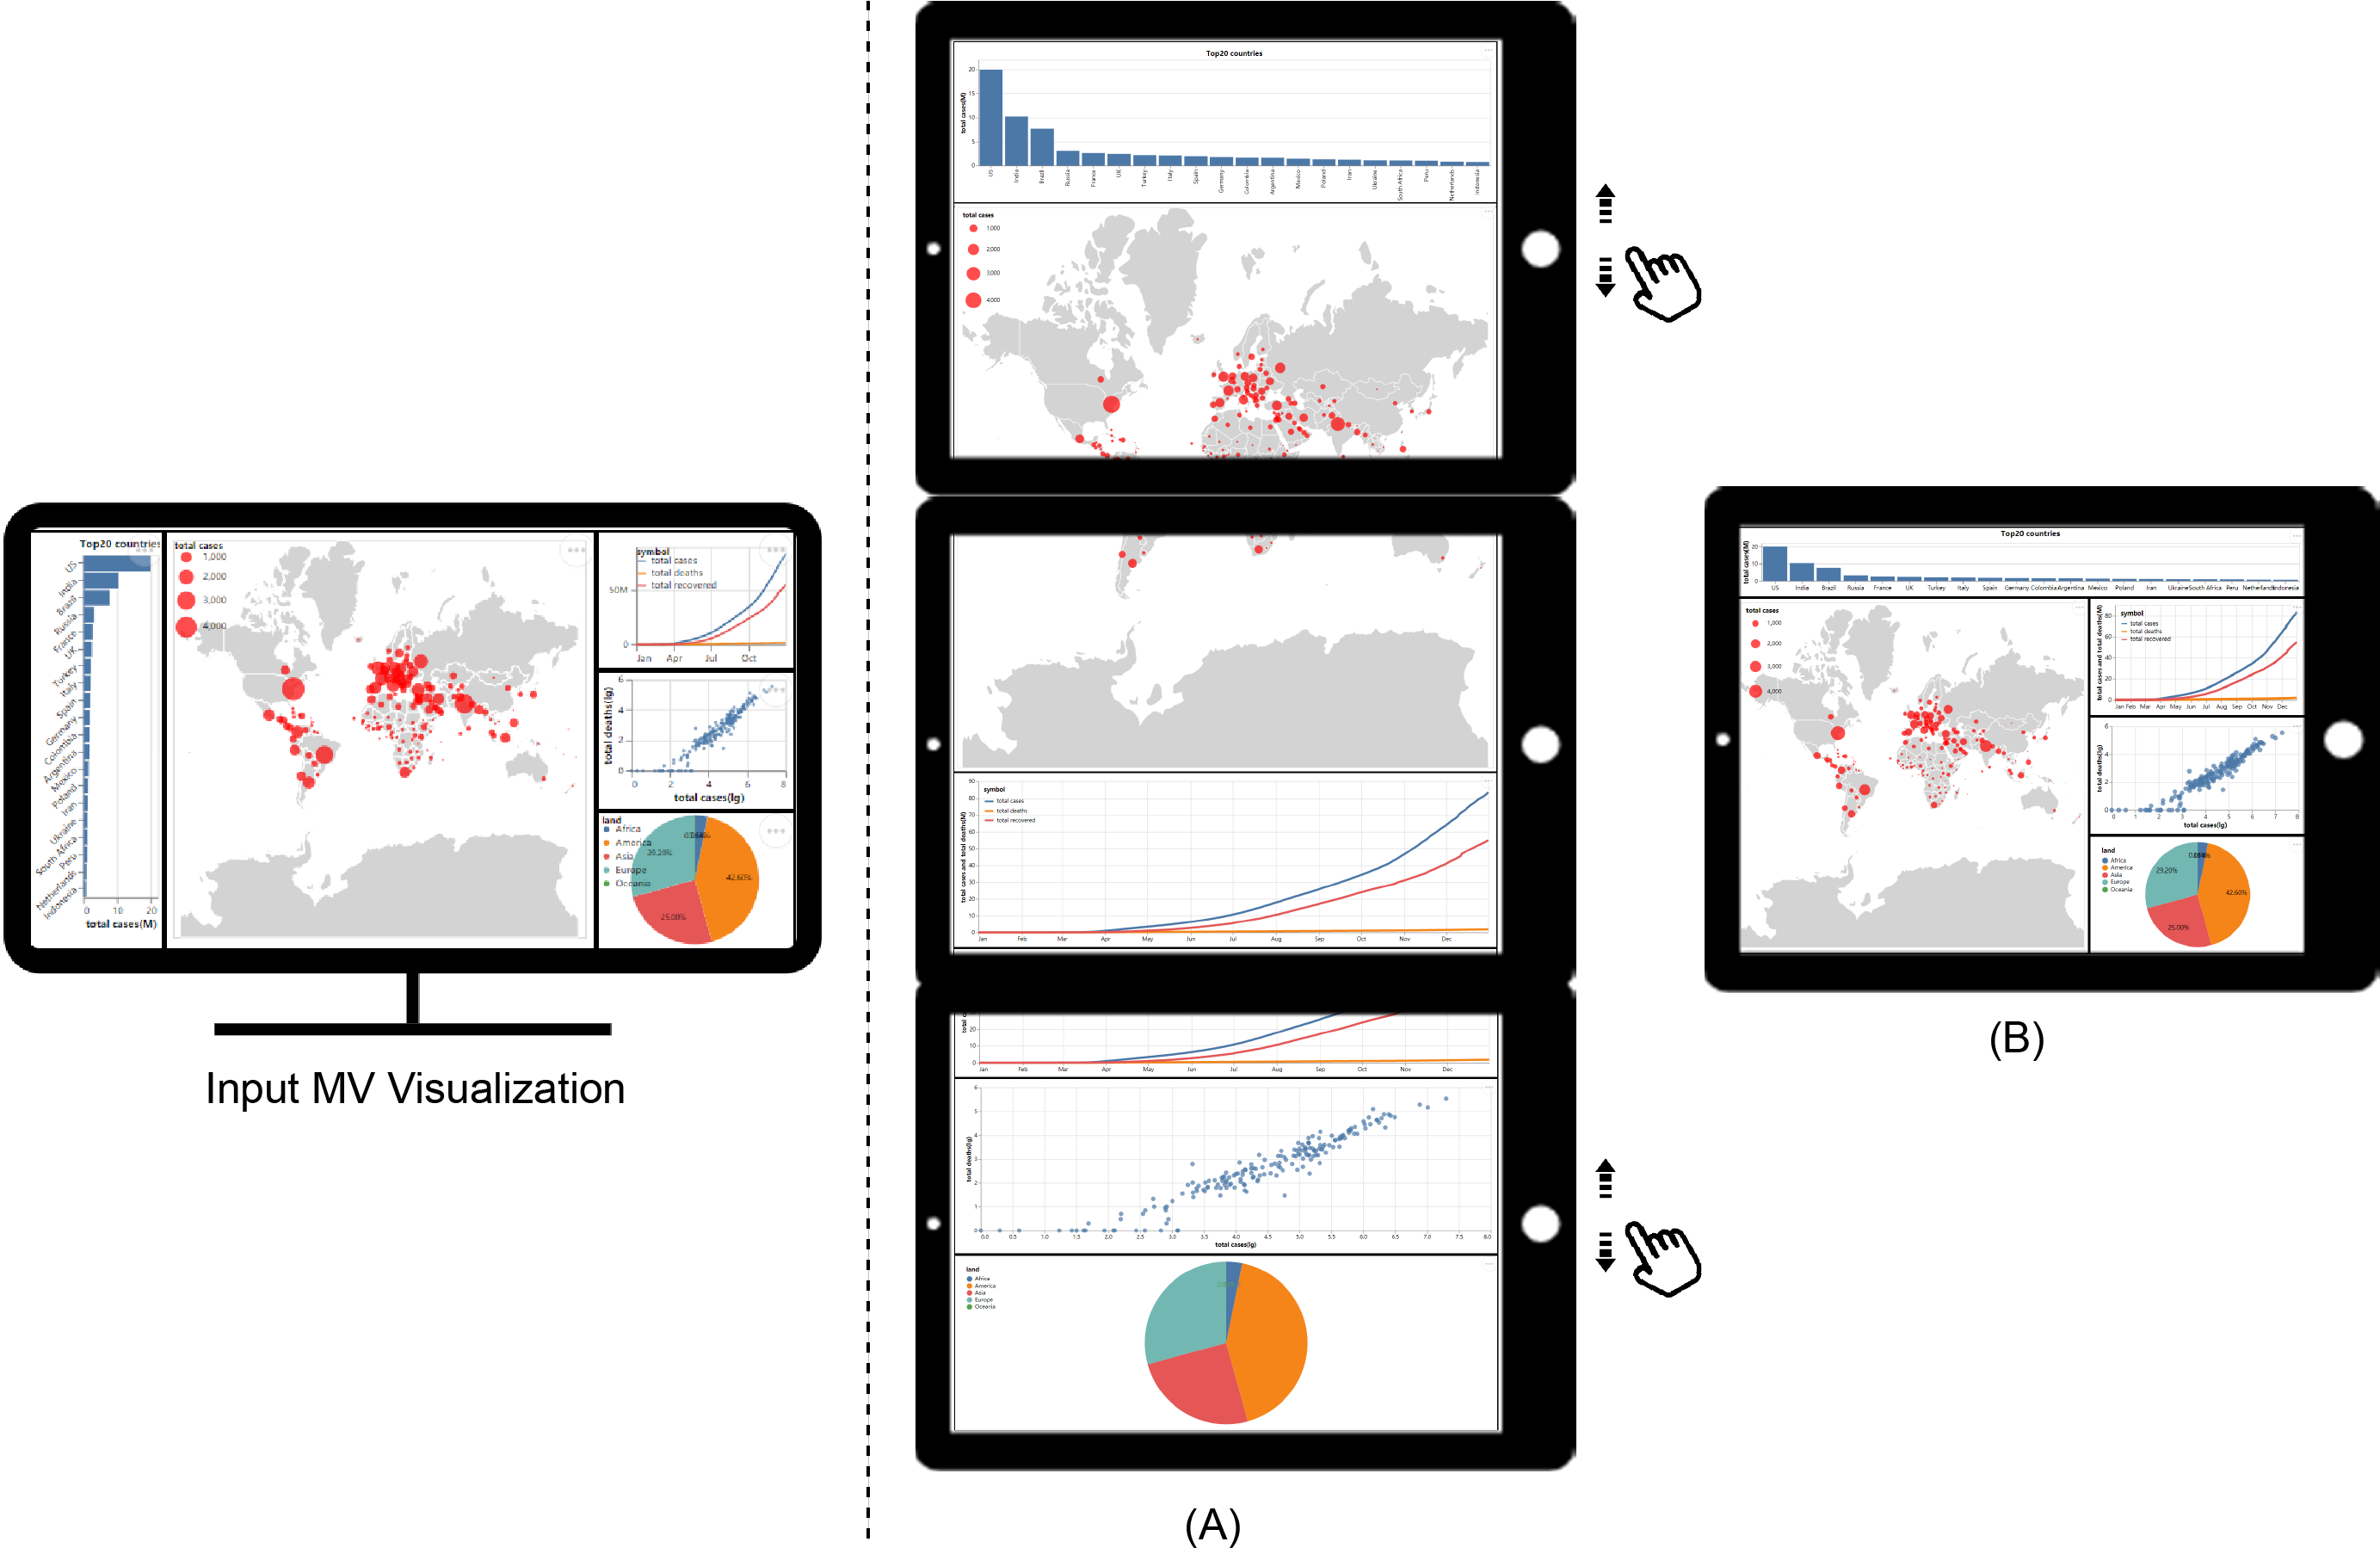 Top20 countries
US
India
Brazil
Russia
France
UK
Turkey
Italy
Spain
Germany
Colombia
Argentina
Mexico
Poland
Iran
Ukraine
South Africa
Peru
Netherlands
Indonesia
0 10 20
total cases(M)
total cases
1,000
2,000
3,000
4,000
symbol
total cases
total deaths
total recovered
50M
0
Jan Apr Jul Oct
total deaths(lg)
6
4
2
0
0 2 4 6 8
total cases(lg)
land
Africa
America
Asia
Europe
Oceania
42.60%
25.00%
Input MV Visualization
Top20 countries
total cases(M)
20
15
10
5
0
US India Brazil Russia France UK Turkey Italy Spain Germany Colombia Argentina Mexico Poland Iran Ukraine South Africa Peru Netherlands Indonesia
total cases
1,000
2,000
3,000
4,000
total cases and total deaths(M)
90
80
70
60
50
40
30
20
10
0
symbol
total cases
total deaths
total recovered
Jan Feb Mar Apr May Jun Jul Aug Sep Oct Nov Dec
20
10
0
Jan Feb Mar Apr May Jun Jul Aug Sep Oct Nov Dec
total deaths(lg)
6
5
4
3
2
1
0
0.0 0.5 1.0 1.5 2.0 2.5 3.0 3.5 4.0 4.5 5.0 5.5 6.0 6.5 7.0 7.5 8.0
total cases(lg)
land
Africa
America
Asia
Europe
Oceania
(A)
Top20 countries
total cases(M)
20
10
0
US India Brazil Russia France UK Turkey Italy Spain Germany Colombia Argentina Mexico Poland Iran Ukraine South Africa Peru Netherlands Indonesia
total cases
1,000
2,000
3,000
4,000
total cases and total deaths(M)
80
60
40
20
0
symbol
total cases
total deaths
total recovered
Jan Feb Mar Apr May Jun Jul Aug Sep Oct Nov Dec
total deaths(lg)
6
4
2
0
0 1 2 3 4 5 6 7 8
total cases(lg)
land
Africa
America
Asia
Europe
Oceania
29.20%
42.60%
25.00%
(B)